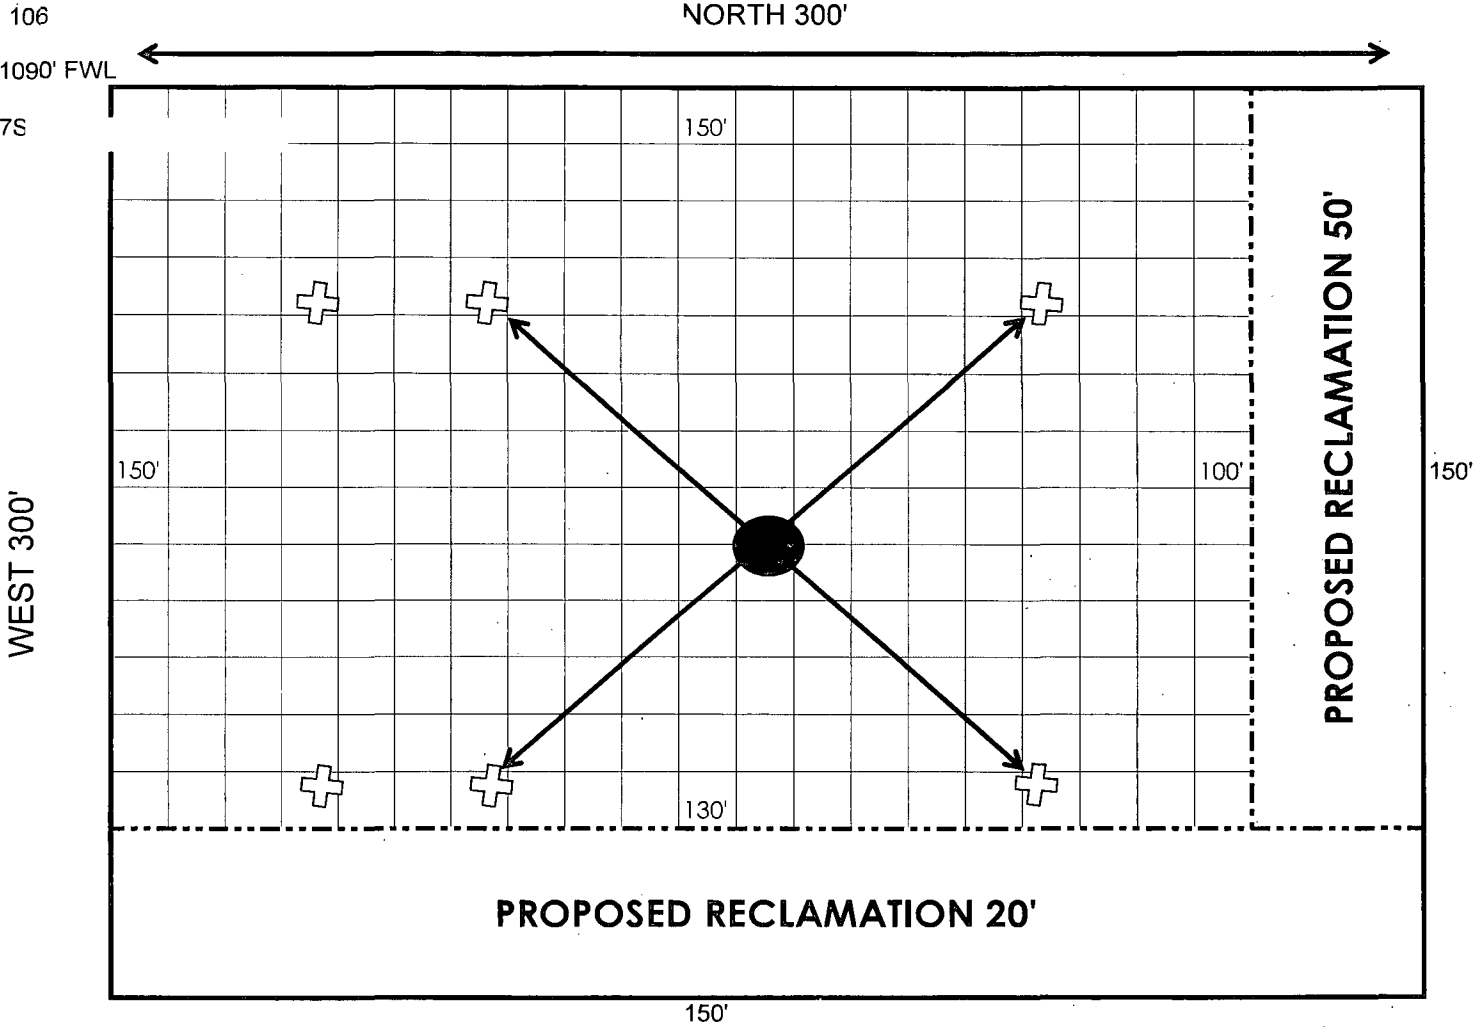 106
NORTH 300'
1090' FWL
7S
150'
PROPOSED RECLAMATION 50'
150'
100'
150'
WEST 300'
130'
PROPOSED RECLAMATION 20'
150'